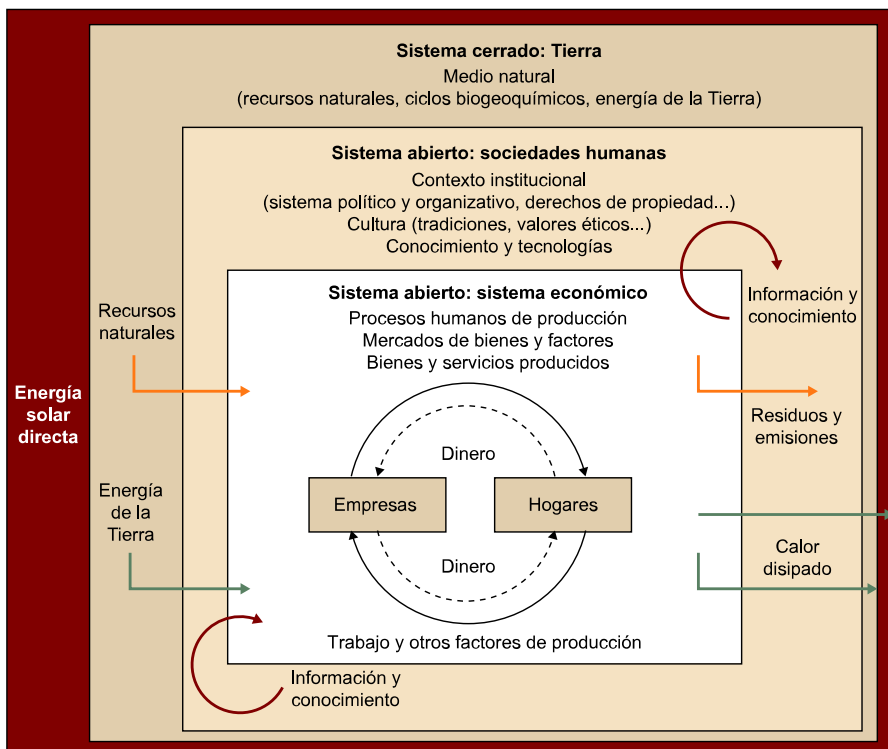 Sistema cerrado: Tierra
Medio natural
(recursos naturales, ciclos biogeoquímicos, energía de la Tierra)
Sistema abierto: sociedades humanas
Contexto institucional
(sistema político y organizativo, derechos de propiedad...)
Cultura (tradiciones, valores éticos...)
Conocimiento y tecnologías
Sistema abierto: sistema económico
Procesos humanos de producción
Mercados de bienes y factores
Bienes y servicios producidos
Información y
conocimiento
Recursos
naturales
Energía
solar
directa
Residuos y
emisiones
Dinero
Empresas
Hogares
Energía
de la
Tierra
Dinero
Calor
disipado
Trabajo y otros factores de producción
Información y
conocimiento